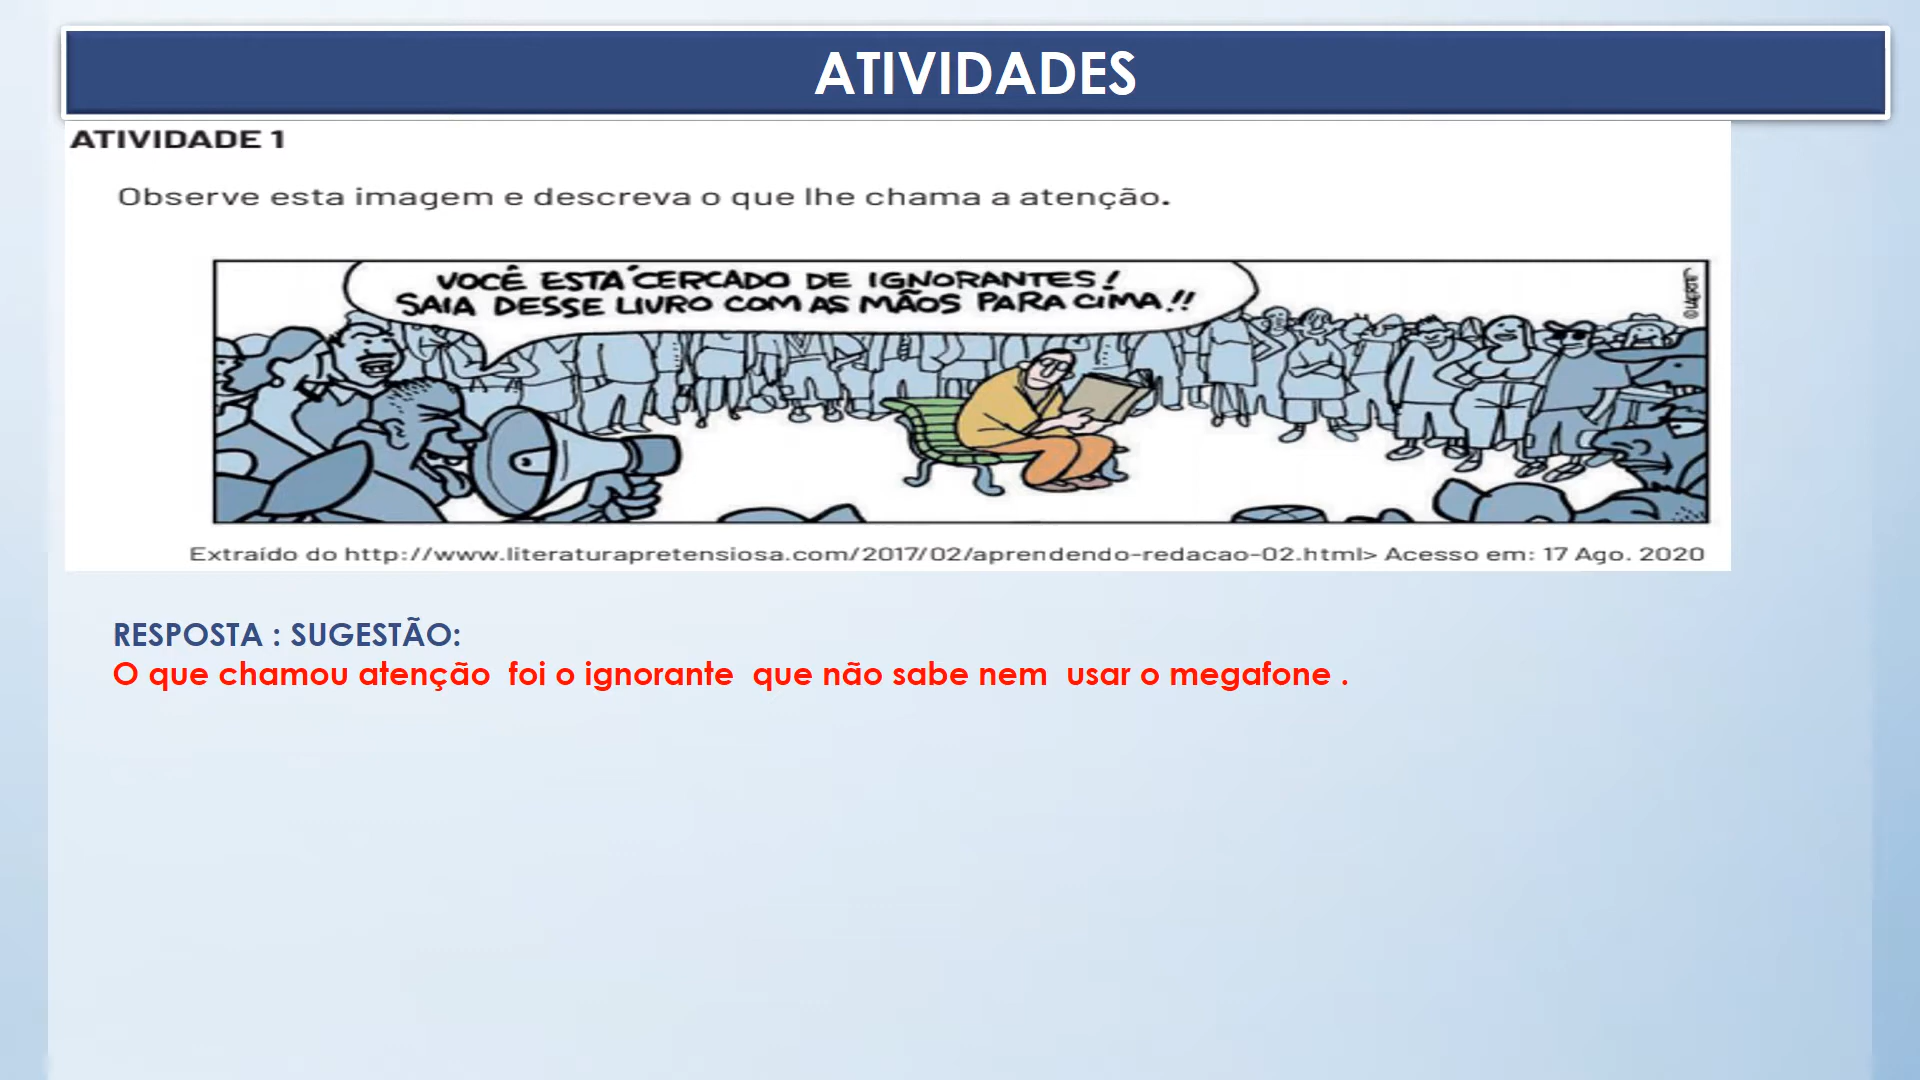 ATIVIDADES
ATIVIDADE 1
Observe esta imagem e descreva o que lhe chama a atenção.
VOCÊ ESTÁ CERCADO DE IGNORANTES!
SAIA DESSE LIVRO COM AS MÃOS PARA CIMA!!
©LAERTE
Extraído do http://www.literaturapretensiosa.com/2017/02/aprendendo-redacao-02.html> Acesso em: 17 Ago. 2020
RESPOSTA : SUGESTÃO:
O que chamou atenção foi o ignorante que não sabe nem usar o megafone .